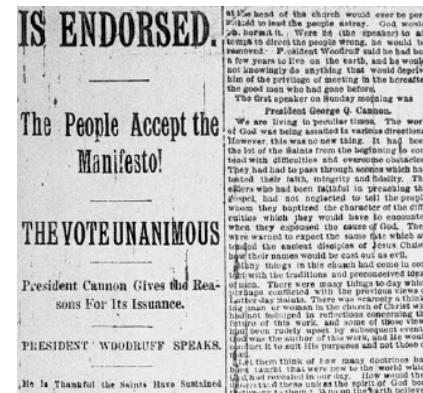 IS ENDORSED.
The People Accept the
Manifesto!
THE VOTE UNANIMOUS
President Cannon Gives the Rea-
sons For Its Issuance.
PRESIDENT WOODRUFF SPEAKS.
He Is Thankful the Saints Have Sustained
at the head of the church would ever be per-
mitted to lead the people astray. God would
not permit it. Were he (the speaker) to at-
tempt to direct the people wrong, he would be
removed. President Woodruff said he had but
a few years to live on the earth, and he would
not knowingly do anything that would deprive
him of the privilege of meeting in the hereafter
the good men who had gone before.
The first speaker on Sunday morning was
President George Q. Cannon.
We are living in peculiar times. The word
of God was being assailed in various directions
However, this was no new thing. It had been
the lot of the Saints from the beginning to con-
tend with difficulties and overcome obstacles
They had had to pass through scenes which had
tested their faith, integrity and fidelity. The
elders who had been faithful in preaching the
gospel, had not neglected to tell the people
whom they baptized the character of the diffi
culties which they would have to encounter
when they espoused the cause of God. They
were warned to expect the same fate which at-
tended the ancient disciples of Jesus Christ
how their names would be cast out as evil.
Many things in this church had come in con-
tact with the traditions and preconceived ideas
of men. There were many things to day which
perhaps conflicted with the previous views of
Latter-day Saints. There was scarcely a think
ing man or woman in the church of Christ who
had not indulged in reflections concerning the
future of this work, and some of those views
had been rudely upset by subsequent events
God was the author of this work, and He would
conduct it to suit His purposes and not those of
man.
Let them think of how many doctrines had
been taught that were new to the world which
God had revealed in our day. How would they
understand these unless the spirit of God bore
testimony to them? Who on the earth believed